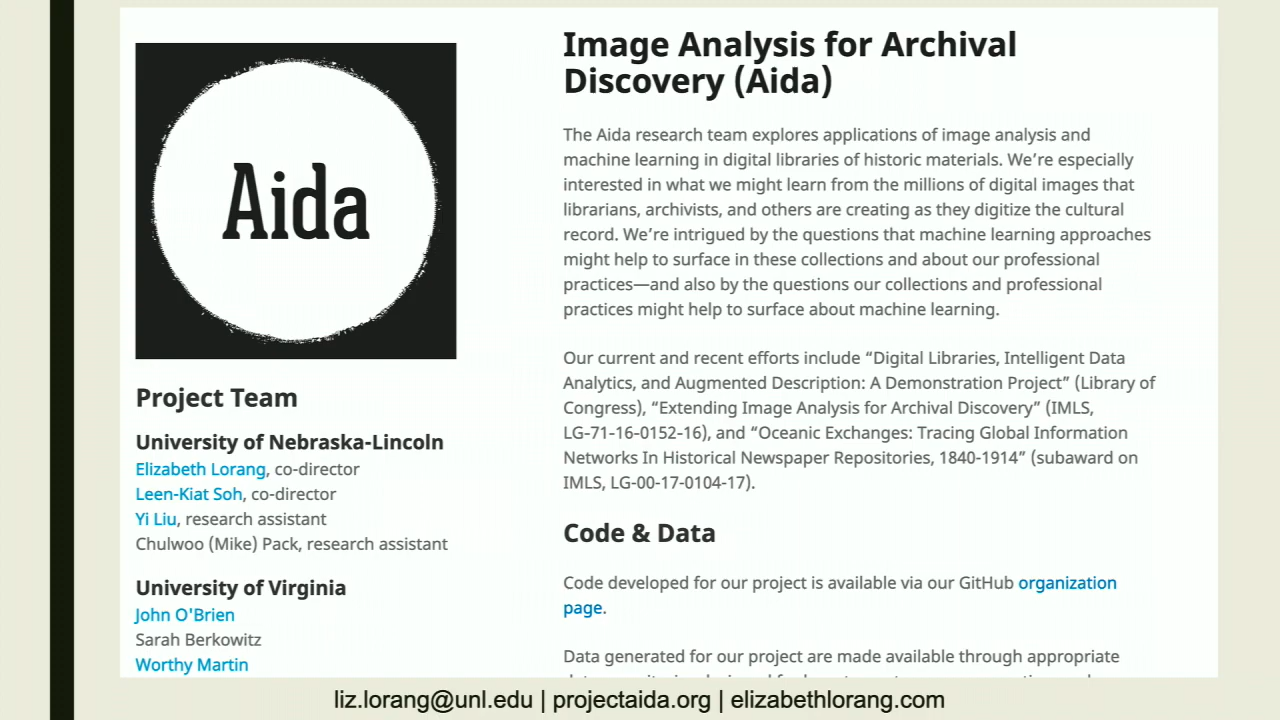 Aida
Project Team
University of Nebraska-Lincoln
Elizabeth Lorang, co-director
Leen-Kiat Soh, co-director
Yi Liu, research assistant
Chulwoo (Mike) Pack, research assistant
University of Virginia
John O'Brien
Sarah Berkowitz
Worthy Martin
Image Analysis for Archival
Discovery (Aida)
The Aida research team explores applications of image analysis and
machine learning in digital libraries of historic materials. We’re especially
interested in what we might learn from the millions of digital images that
librarians, archivists, and others are creating as they digitize the cultural
record. We’re intrigued by the questions that machine learning approaches
might help to surface in these collections and about our professional
practices—and also by the questions our collections and professional
practices might help to surface about machine learning.
Our current and recent efforts include “Digital Libraries, Intelligent Data
Analytics, and Augmented Description: A Demonstration Project” (Library of
Congress), “Extending Image Analysis for Archival Discovery” (IMLS,
LG-71-16-0152-16), and “Oceanic Exchanges: Tracing Global Information
Networks In Historical Newspaper Repositories, 1840-1914” (subaward on
IMLS, LG-00-17-0104-17).
Code & Data
Code developed for our project is available via our GitHub organization
page.
Data generated for our project are made available through appropriate
liz.lorang@unl.edu | projectaida.org | elizabethlorang.com